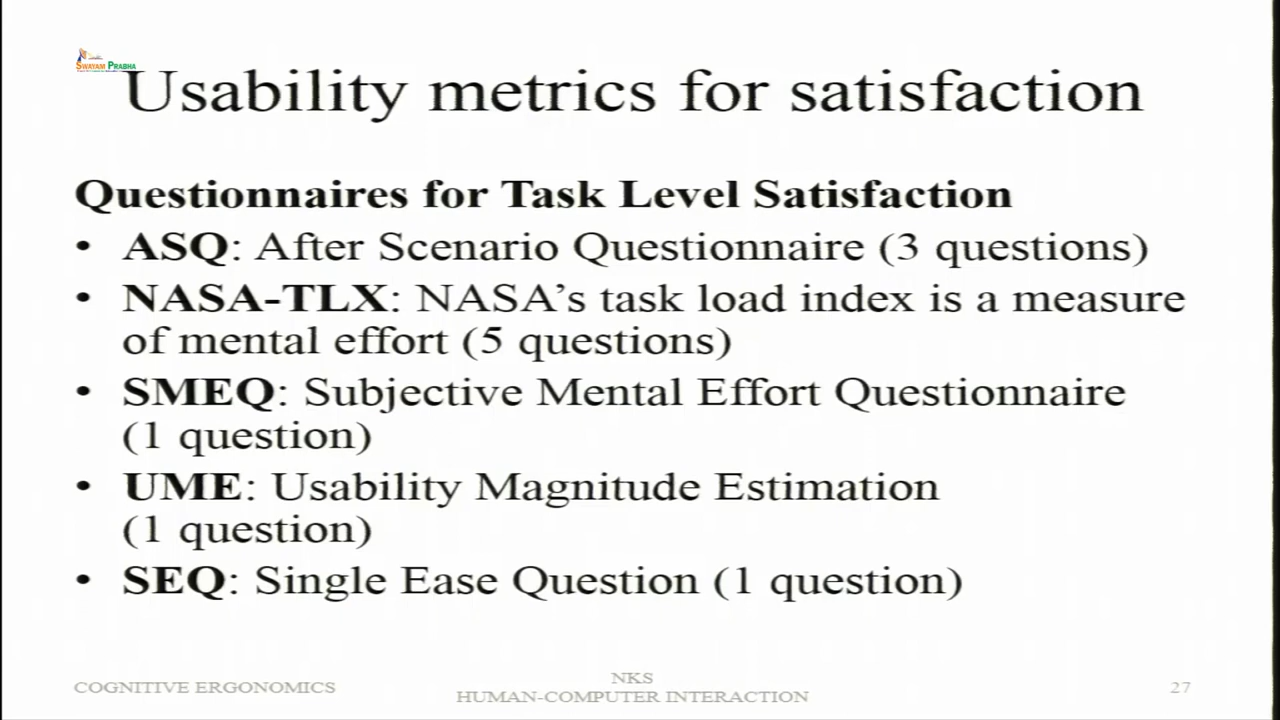 SWAYAM PRABHA
Usability metrics for satisfaction
Questionnaires for Task Level Satisfaction
• ASQ: After Scenario Questionnaire (3 questions)
• NASA-TLX: NASA’s task load index is a measure
of mental effort (5 questions)
• SMEQ: Subjective Mental Effort Questionnaire
(1 question)
• UME: Usability Magnitude Estimation
(1 question)
• SEQ: Single Ease Question (1 question)
COGNITIVE ERGONOMICS
NKS
HUMAN-COMPUTER INTERACTION
27